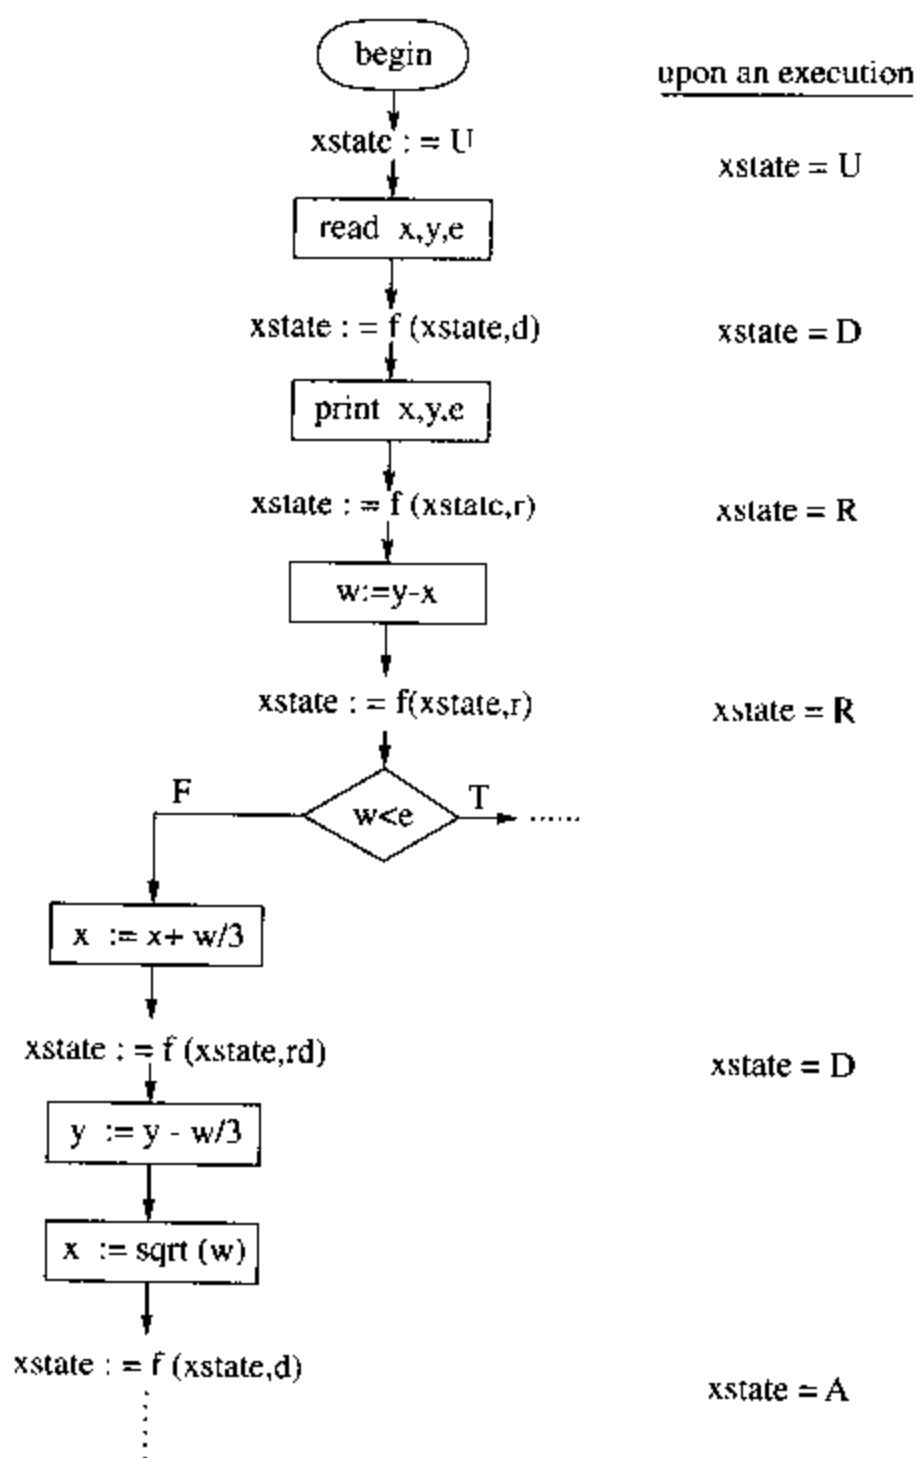 begin
upon an execution
xstate : = U
xstate = U
read x,y,e
xstate : = f (xstate,d)
xstate = D
print x,y,e
xstate : = f (xstate,r)
xstate = R
w:=y-x
xstate : = f(xstate,r)
xstate = R
F
T
w<e
......
x := x+ w/3
xstate : = f (xstate,rd)
xstate = D
y := y - w/3
x := sqrt (w)
xstate : = f (xstate,d)
xstate = A